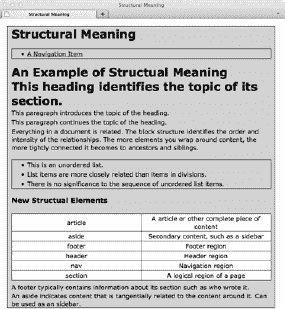 Structural Meaning
Structural Meaning
Structural Meaning
A Navigation Item
An Example of Structual Meaning
This heading identifies the topic of its
section.
This paragraph introduces the topic of the heading.
This paragraph continues the topic of the heading.
Everything in a document is related. The block structure identifies the order and
intensity of the relationships. The more elements you wrap around content, the
more tightly connected it becomes to ancestors and siblings.
This is an unordered list.
List items are more closely related than items in divisions.
There is no significance to the sequence of unordered list items.
New Structual Elements
article A article or other complete piece of
content
aside Secondary content, such as a sidebar
footer Footer region
header Header region
nav Navigation region
section A logical region of a page
A footer typically contains information about its section such as who wrote it.
An aside indicates content that is tangentially related to the content around it. Can
be used as an sidebar.